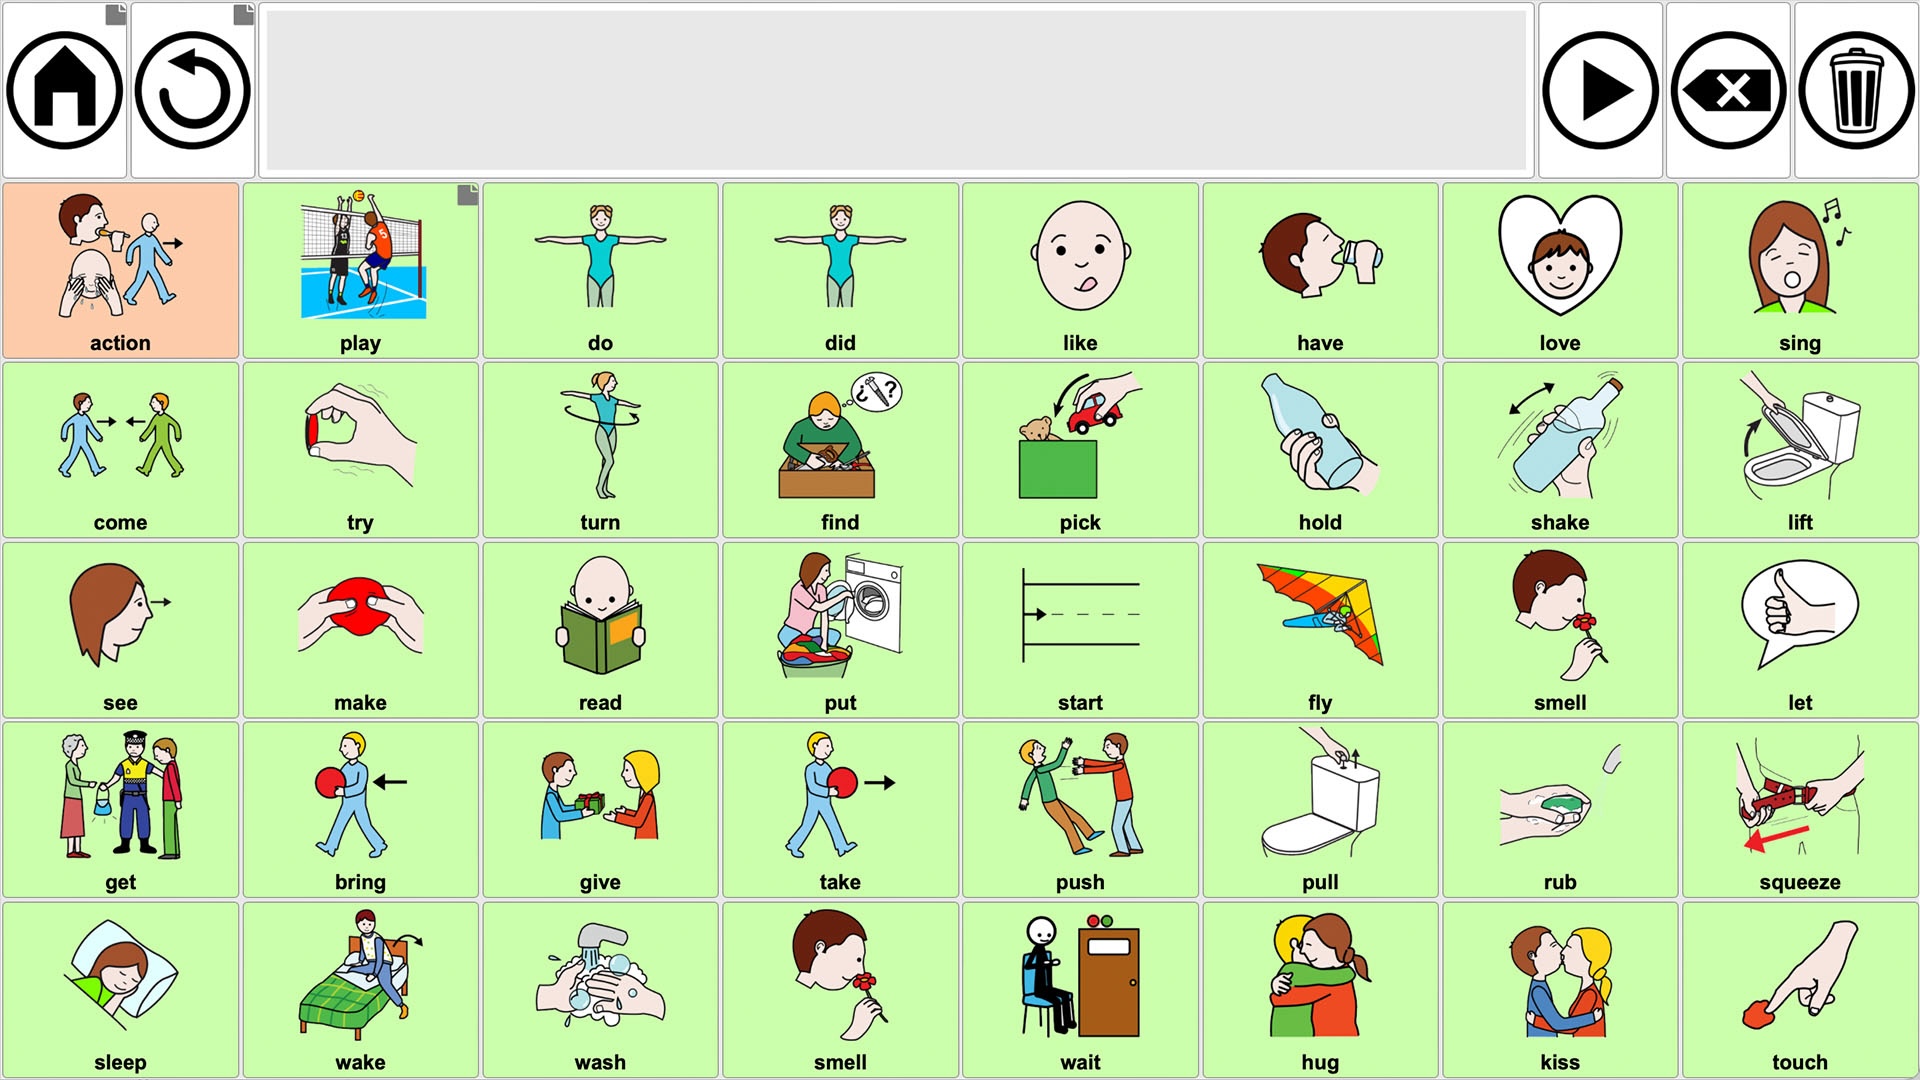 action
play
do
did
like
have
love
sing
5
come
try
turn
find
pick
hold
shake
lift
¿ ?
see
make
read
put
start
fly
smell
let
get
bring
give
take
push
pull
rub
squeeze
sleep
wake
wash
smell
wait
hug
kiss
touch